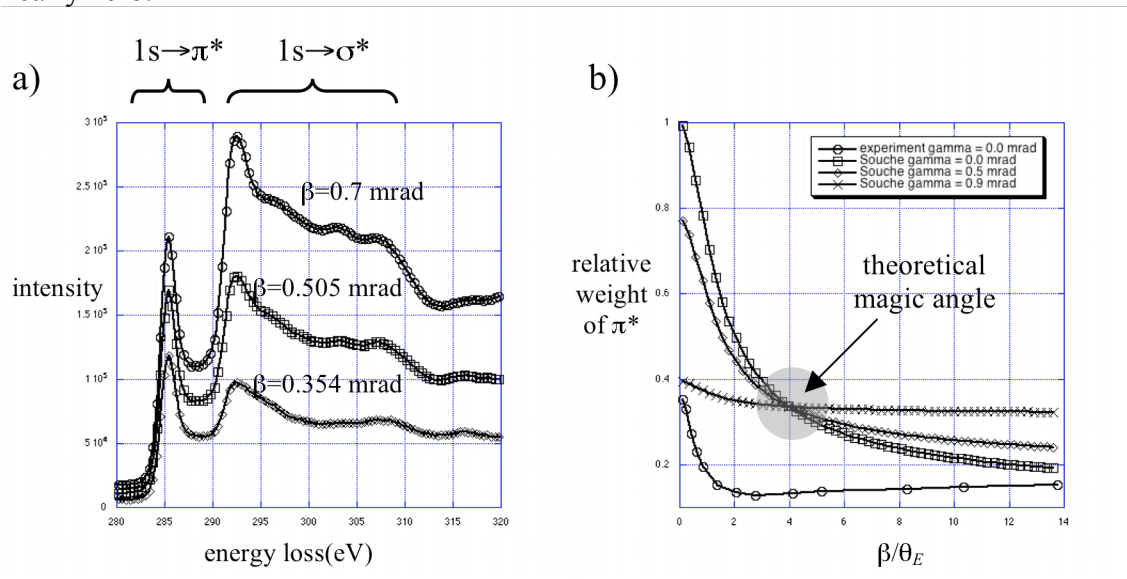 a)
1s→π*
1s→σ*
3 10⁵
2.5 10⁵
2 10⁵
1.5 10⁵
1 10⁵
5 10⁴
0
intensity
β=0.7 mrad
β=0.505 mrad
β=0.354 mrad
280 285 290 295 300 305 310 315 320
energy loss(eV)
b)
1
0.8
0.6
0.4
0.2
relative
weight
of π*
experiment gamma = 0.0 mrad
Souche gamma = 0.0 mrad
Souche gamma = 0.5 mrad
Souche gamma = 0.9 mrad
theoretical
magic angle
0 2 4 6 8 10 12 14
β/θ_E